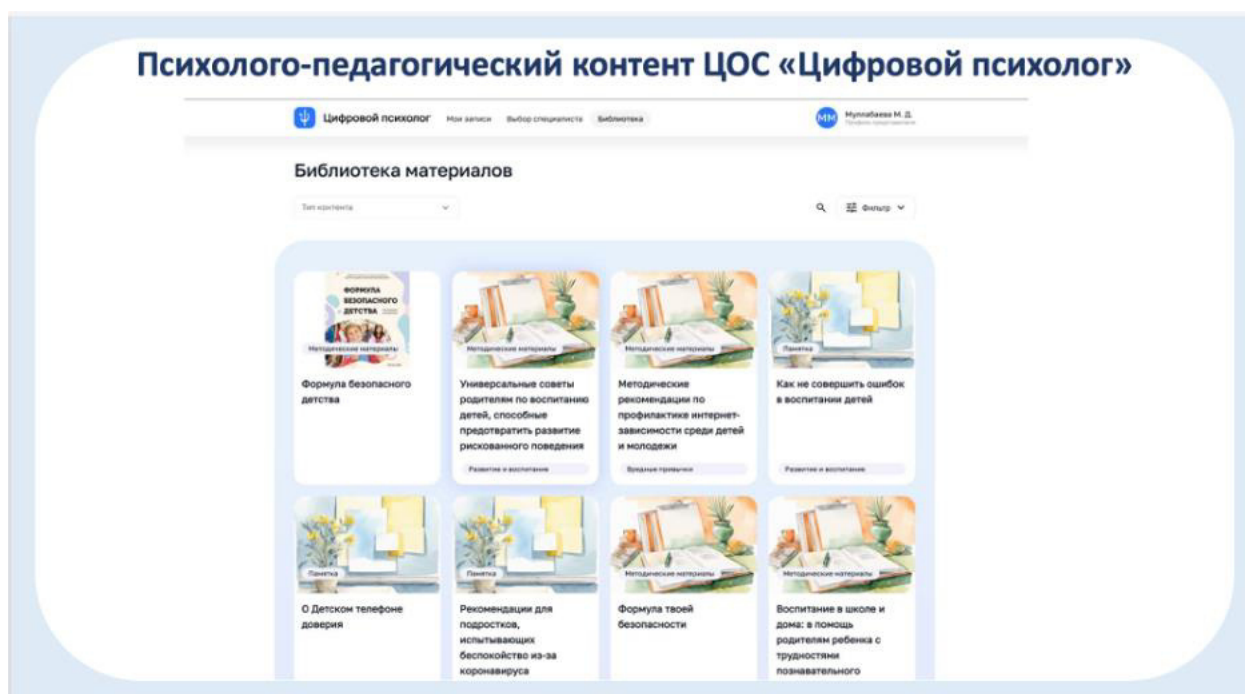 Психолого-педагогический контент ЦОС «Цифровой психолог»
Цифровой психолог Мои записи Выбор специалиста Библиотека
ММ Муллабаева М. Д.
Библиотека материалов
Тип контента
Фильтр
ФОРМУЛА
БЕЗОПАСНОГО
ДЕТСТВА
Методические материалы
Формула безопасного
детства
Методические материалы
Универсальные советы
родителям по воспитанию
детей, способные
предотвратить развитие
рискованного поведения
Развитие и воспитание
Методические материалы
Методические
рекомендации по
профилактике интернет-
зависимости среди детей
и молодежи
Вредные привычки
Памятка
Как не совершить ошибок
в воспитании детей
Развитие и воспитание
Памятка
О Детском телефоне
доверия
Памятка
Рекомендации для
подростков,
испытывающих
беспокойство из-за
коронавируса
Методические материалы
Формула твоей
безопасности
Методические материалы
Воспитание в школе и
дома: в помощь
родителям ребенка с
трудностями
познавательного